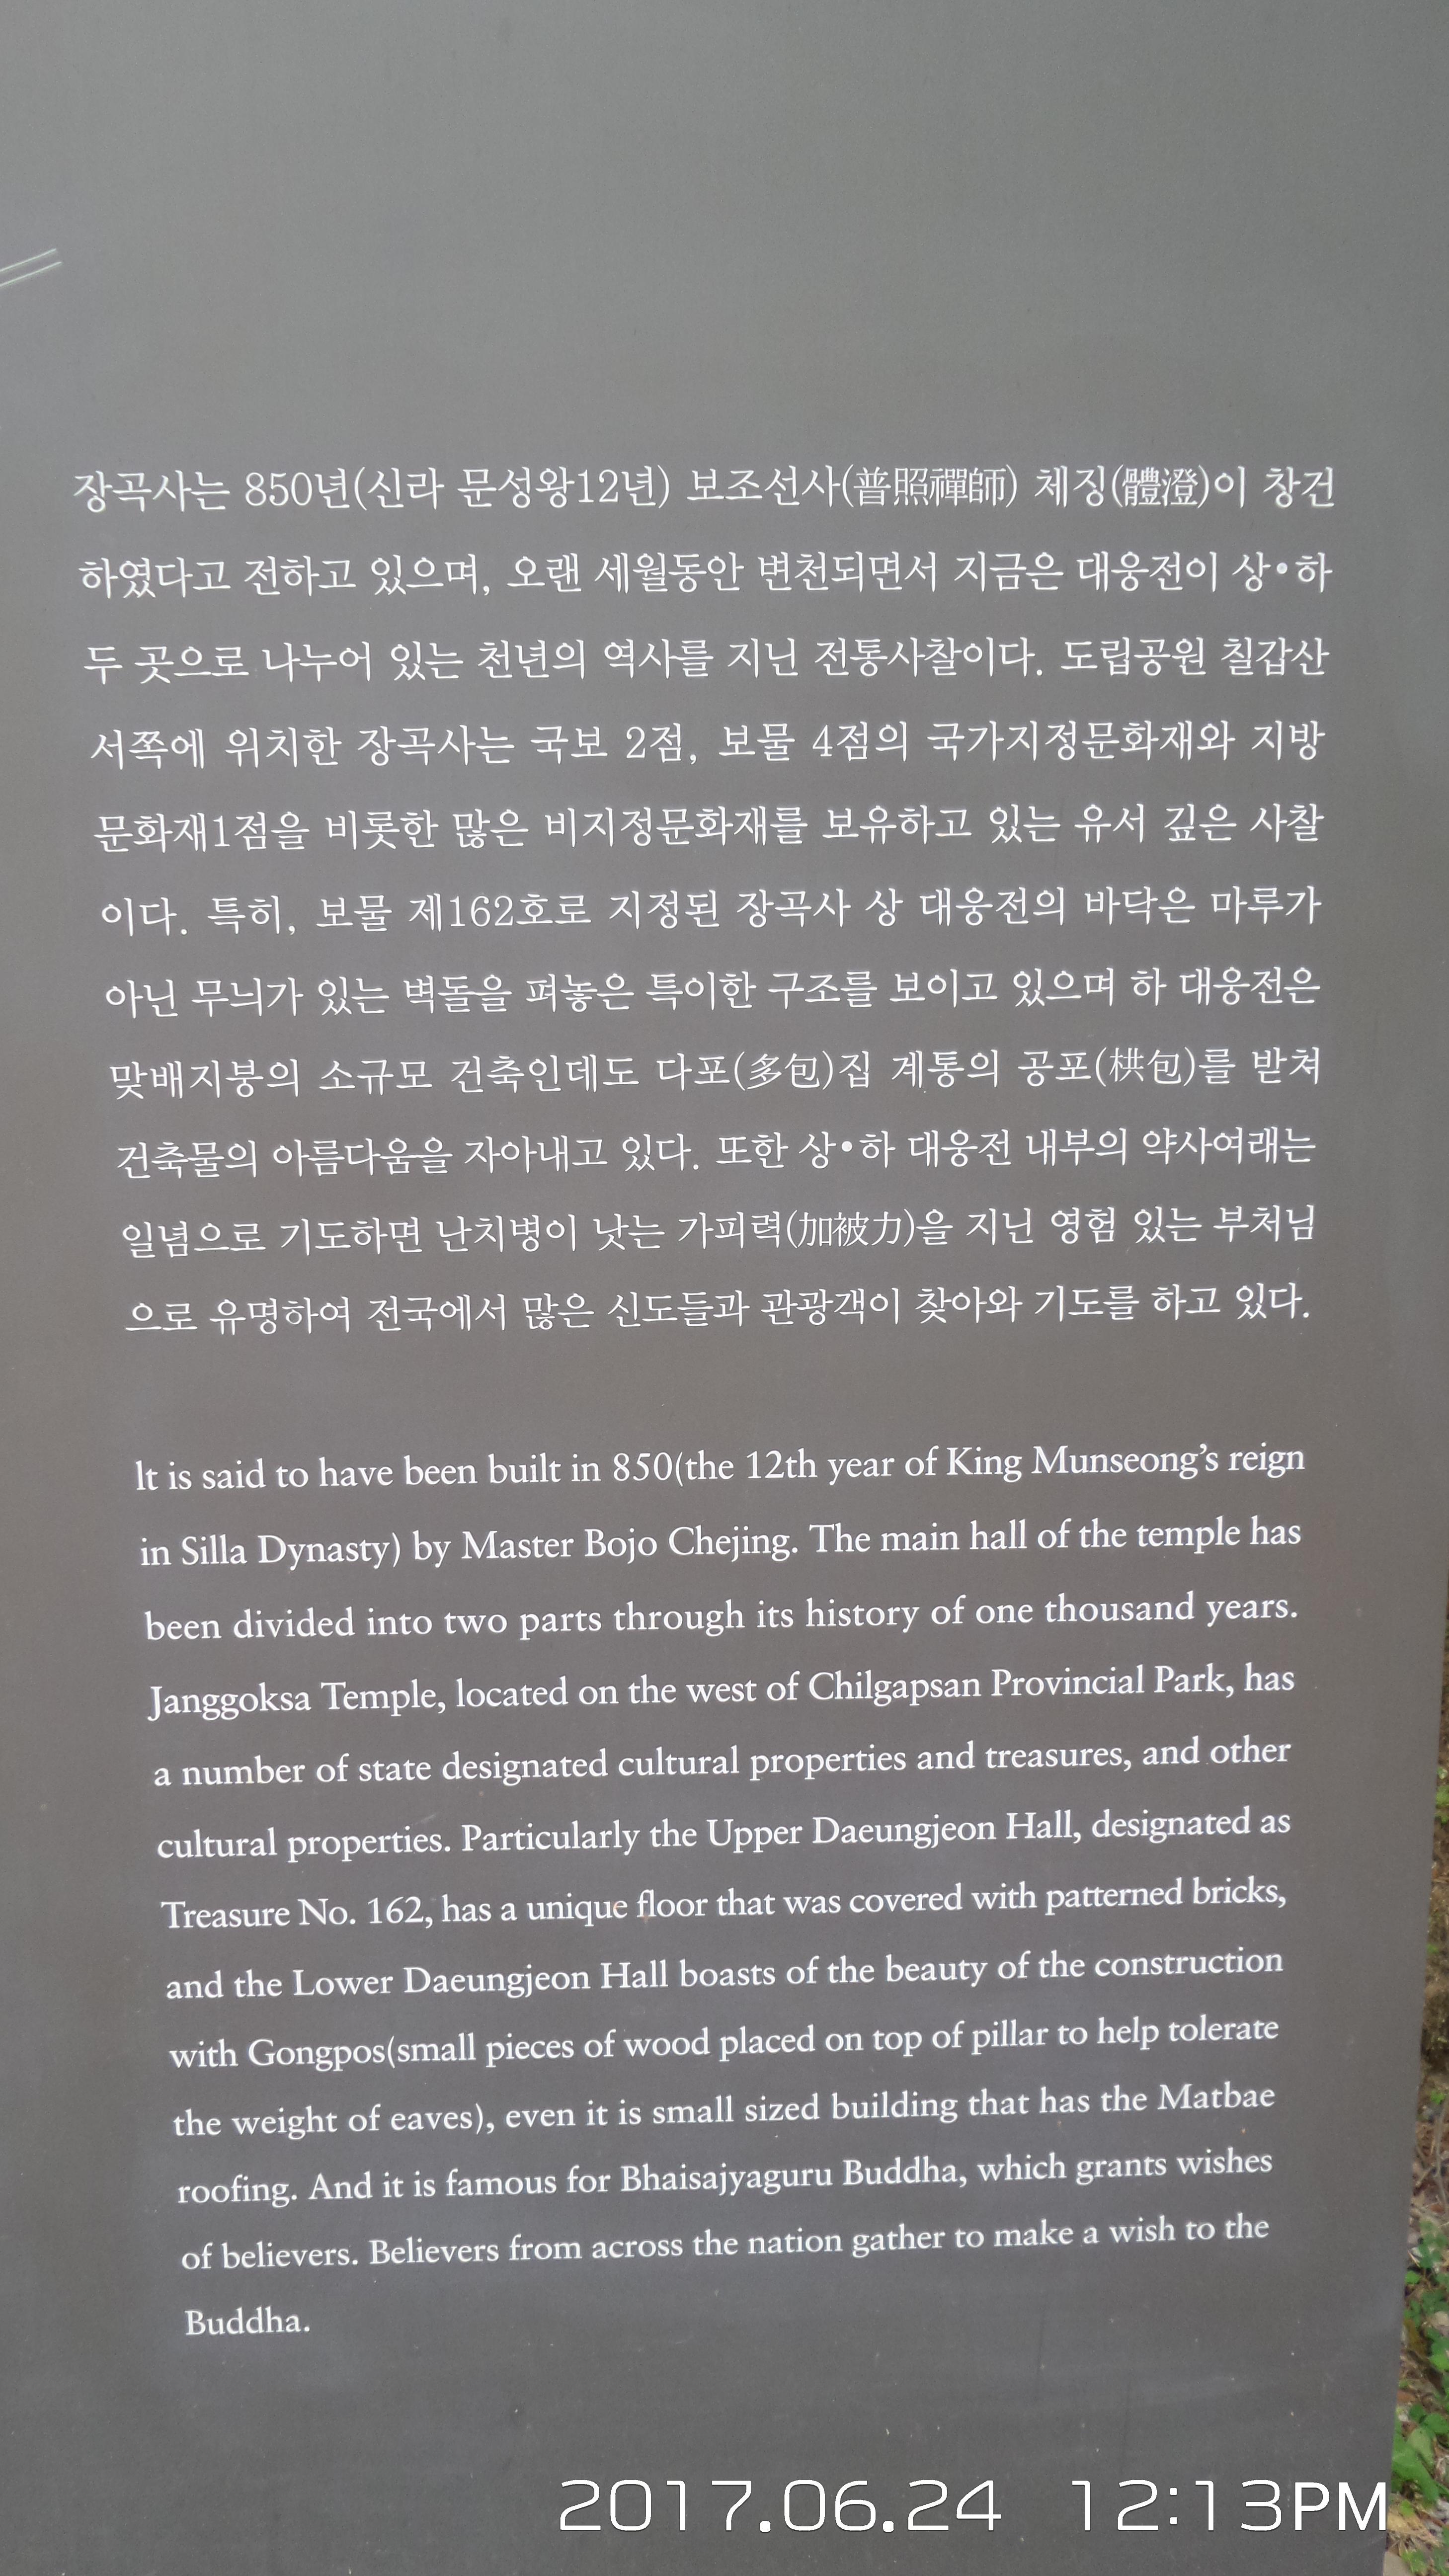 장곡사는 850년(신라 문성왕12년) 보조선사(普照禪師) 체징(體澄)이 창건
하였다고 전하고 있으며, 오랜 세월동안 변천되면서 지금은 대웅전이 상•하
두 곳으로 나누어 있는 천년의 역사를 지닌 전통사찰이다. 도립공원 칠갑산
서쪽에 위치한 장곡사는 국보 2점, 보물 4점의 국가지정문화재와 지방
문화재1점을 비롯한 많은 비지정문화재를 보유하고 있는 유서 깊은 사찰
이다. 특히, 보물 제162호로 지정된 장곡사 상 대웅전의 바닥은 마루가
아닌 무늬가 있는 벽돌을 펴놓은 특이한 구조를 보이고 있으며 하 대웅전은
맞배지붕의 소규모 건축인데도 다포(多包)집 계통의 공포(栱包)를 받쳐
건축물의 아름다움을 자아내고 있다. 또한 상•하 대웅전 내부의 약사여래는
일념으로 기도하면 난치병이 낫는 가피력(加被力)을 지닌 영험 있는 부처님
으로 유명하여 전국에서 많은 신도들과 관광객이 찾아와 기도를 하고 있다.
It is said to have been built in 850(the 12th year of King Munseong's reign
in Silla Dynasty) by Master Bojo Chejing. The main hall of the temple has
been divided into two parts through its history of one thousand years.
Janggoksa Temple, located on the west of Chilgapsan Provincial Park, has
a number of state designated cultural properties and treasures, and other
cultural properties. Particularly the Upper Daeungjeon Hall, designated as
Treasure No. 162, has a unique floor that was covered with patterned bricks,
and the Lower Daeungjeon Hall boasts of the beauty of the construction
with Gongpos(small pieces of wood placed on top of pillar to help tolerate
the weight of eaves), even it is small sized building that has the Matbae
roofing. And it is famous for Bhaisajyaguru Buddha, which grants wishes
of believers. Believers from across the nation gather to make a wish to the
Buddha.
2017.06.24 12:13PM